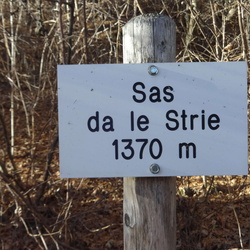 Sas
da le Strie
1370 m